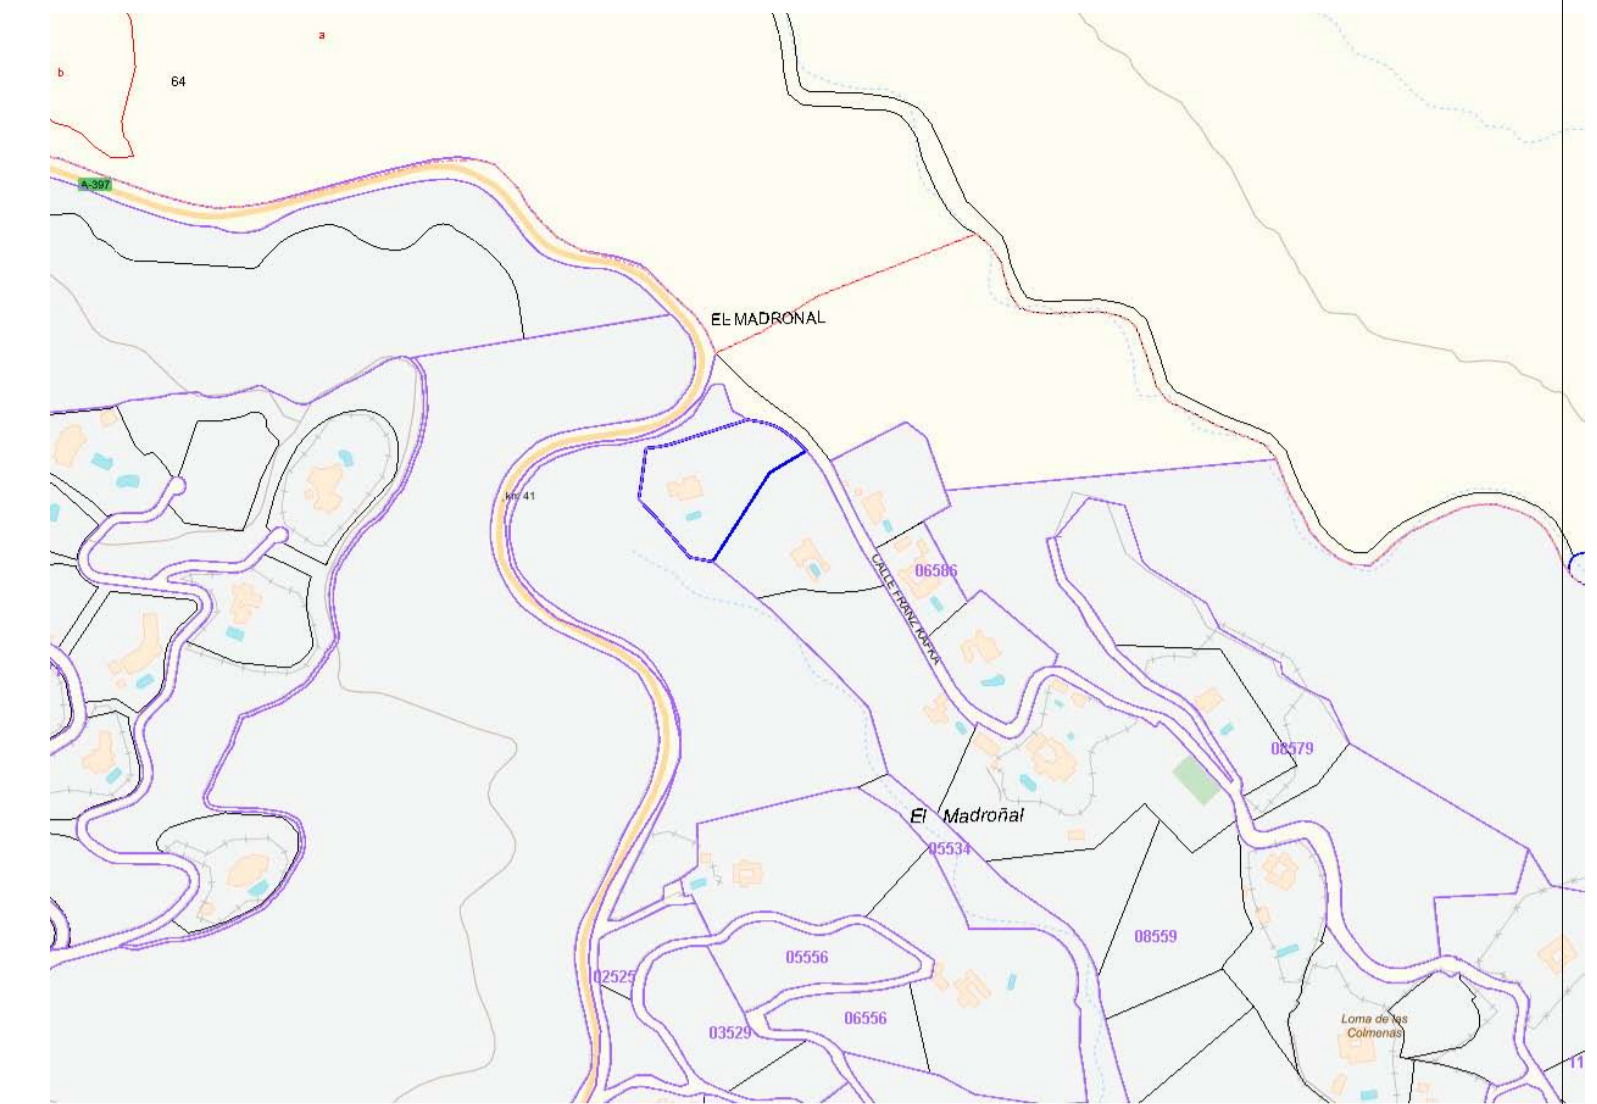 a
b
64
A-397
EL MADRONAL
km 41
06586
CALLE FRANZ KAFKA
08579
El Madroñal
05534
08559
05556
02525
06556
03529
Loma de las
Colmenas
11